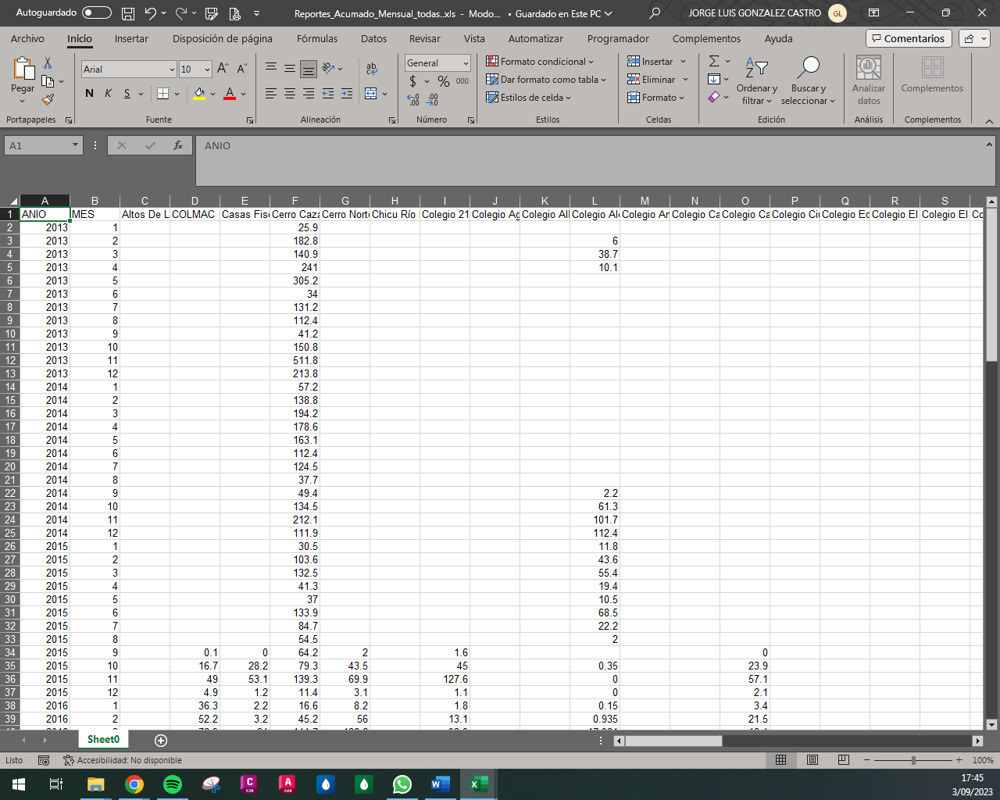 Autoguardado Reportes_Acumado_Mensual_todas..xls - Modo... • Guardado en Este PC JORGE LUIS GONZALEZ CASTRO GL
Archivo Inicio Insertar Disposición de página Fórmulas Datos Revisar Vista Automatizar Programador Complementos Ayuda Comentarios
Arial 10 General Formato condicional Insertar
Pegar $ % 000 Dar formato como tabla Eliminar Ordenar y Buscar y Analizar Complementos
N K S A Estilos de celda Formato filtrar seleccionar datos
Portapapeles Fuente Alineación Número Estilos Celdas Edición Análisis Complementos
A1 fx ANIO
A B C D E F G H I J K L M N O P Q R S
1 ANIO MES Altos De L COLMAC Casas Fisc Cerro Caza Cerro Norte Chicu Río Colegio 21 Colegio Ag Colegio All Colegio Ale Colegio An Colegio Ca Colegio Ca Colegio Ci Colegio Ed Colegio El Colegio El Co
2 2013 1 25.9
3 2013 2 182.8 6
4 2013 3 140.9 38.7
5 2013 4 241 10.1
6 2013 5 305.2
7 2013 6 34
8 2013 7 131.2
9 2013 8 112.4
10 2013 9 41.2
11 2013 10 150.8
12 2013 11 511.8
13 2013 12 213.8
14 2014 1 57.2
15 2014 2 138.8
16 2014 3 194.2
17 2014 4 178.6
18 2014 5 163.1
19 2014 6 112.4
20 2014 7 124.5
21 2014 8 37.7
22 2014 9 49.4 2.2
23 2014 10 134.5 61.3
24 2014 11 212.1 101.7
25 2014 12 111.9 112.4
26 2015 1 30.5 11.8
27 2015 2 103.6 43.6
28 2015 3 132.5 55.4
29 2015 4 41.3 19.4
30 2015 5 37 10.5
31 2015 6 133.9 68.5
32 2015 7 84.7 22.2
33 2015 8 54.5 2
34 2015 9 0.1 0 64.2 2 1.6 0
35 2015 10 16.7 28.2 79.3 43.5 45 0.35 23.9
36 2015 11 49 53.1 139.3 69.9 127.6 0 57.1
37 2015 12 4.9 1.2 11.4 3.1 1.1 0 2.1
38 2016 1 36.3 2.2 16.6 8.2 1.8 0.15 3.4
39 2016 2 52.2 3.2 45.2 56 13.1 0.935 21.5
Sheet0
Listo Accesibilidad: No disponible 100%
17:45
3/09/2023